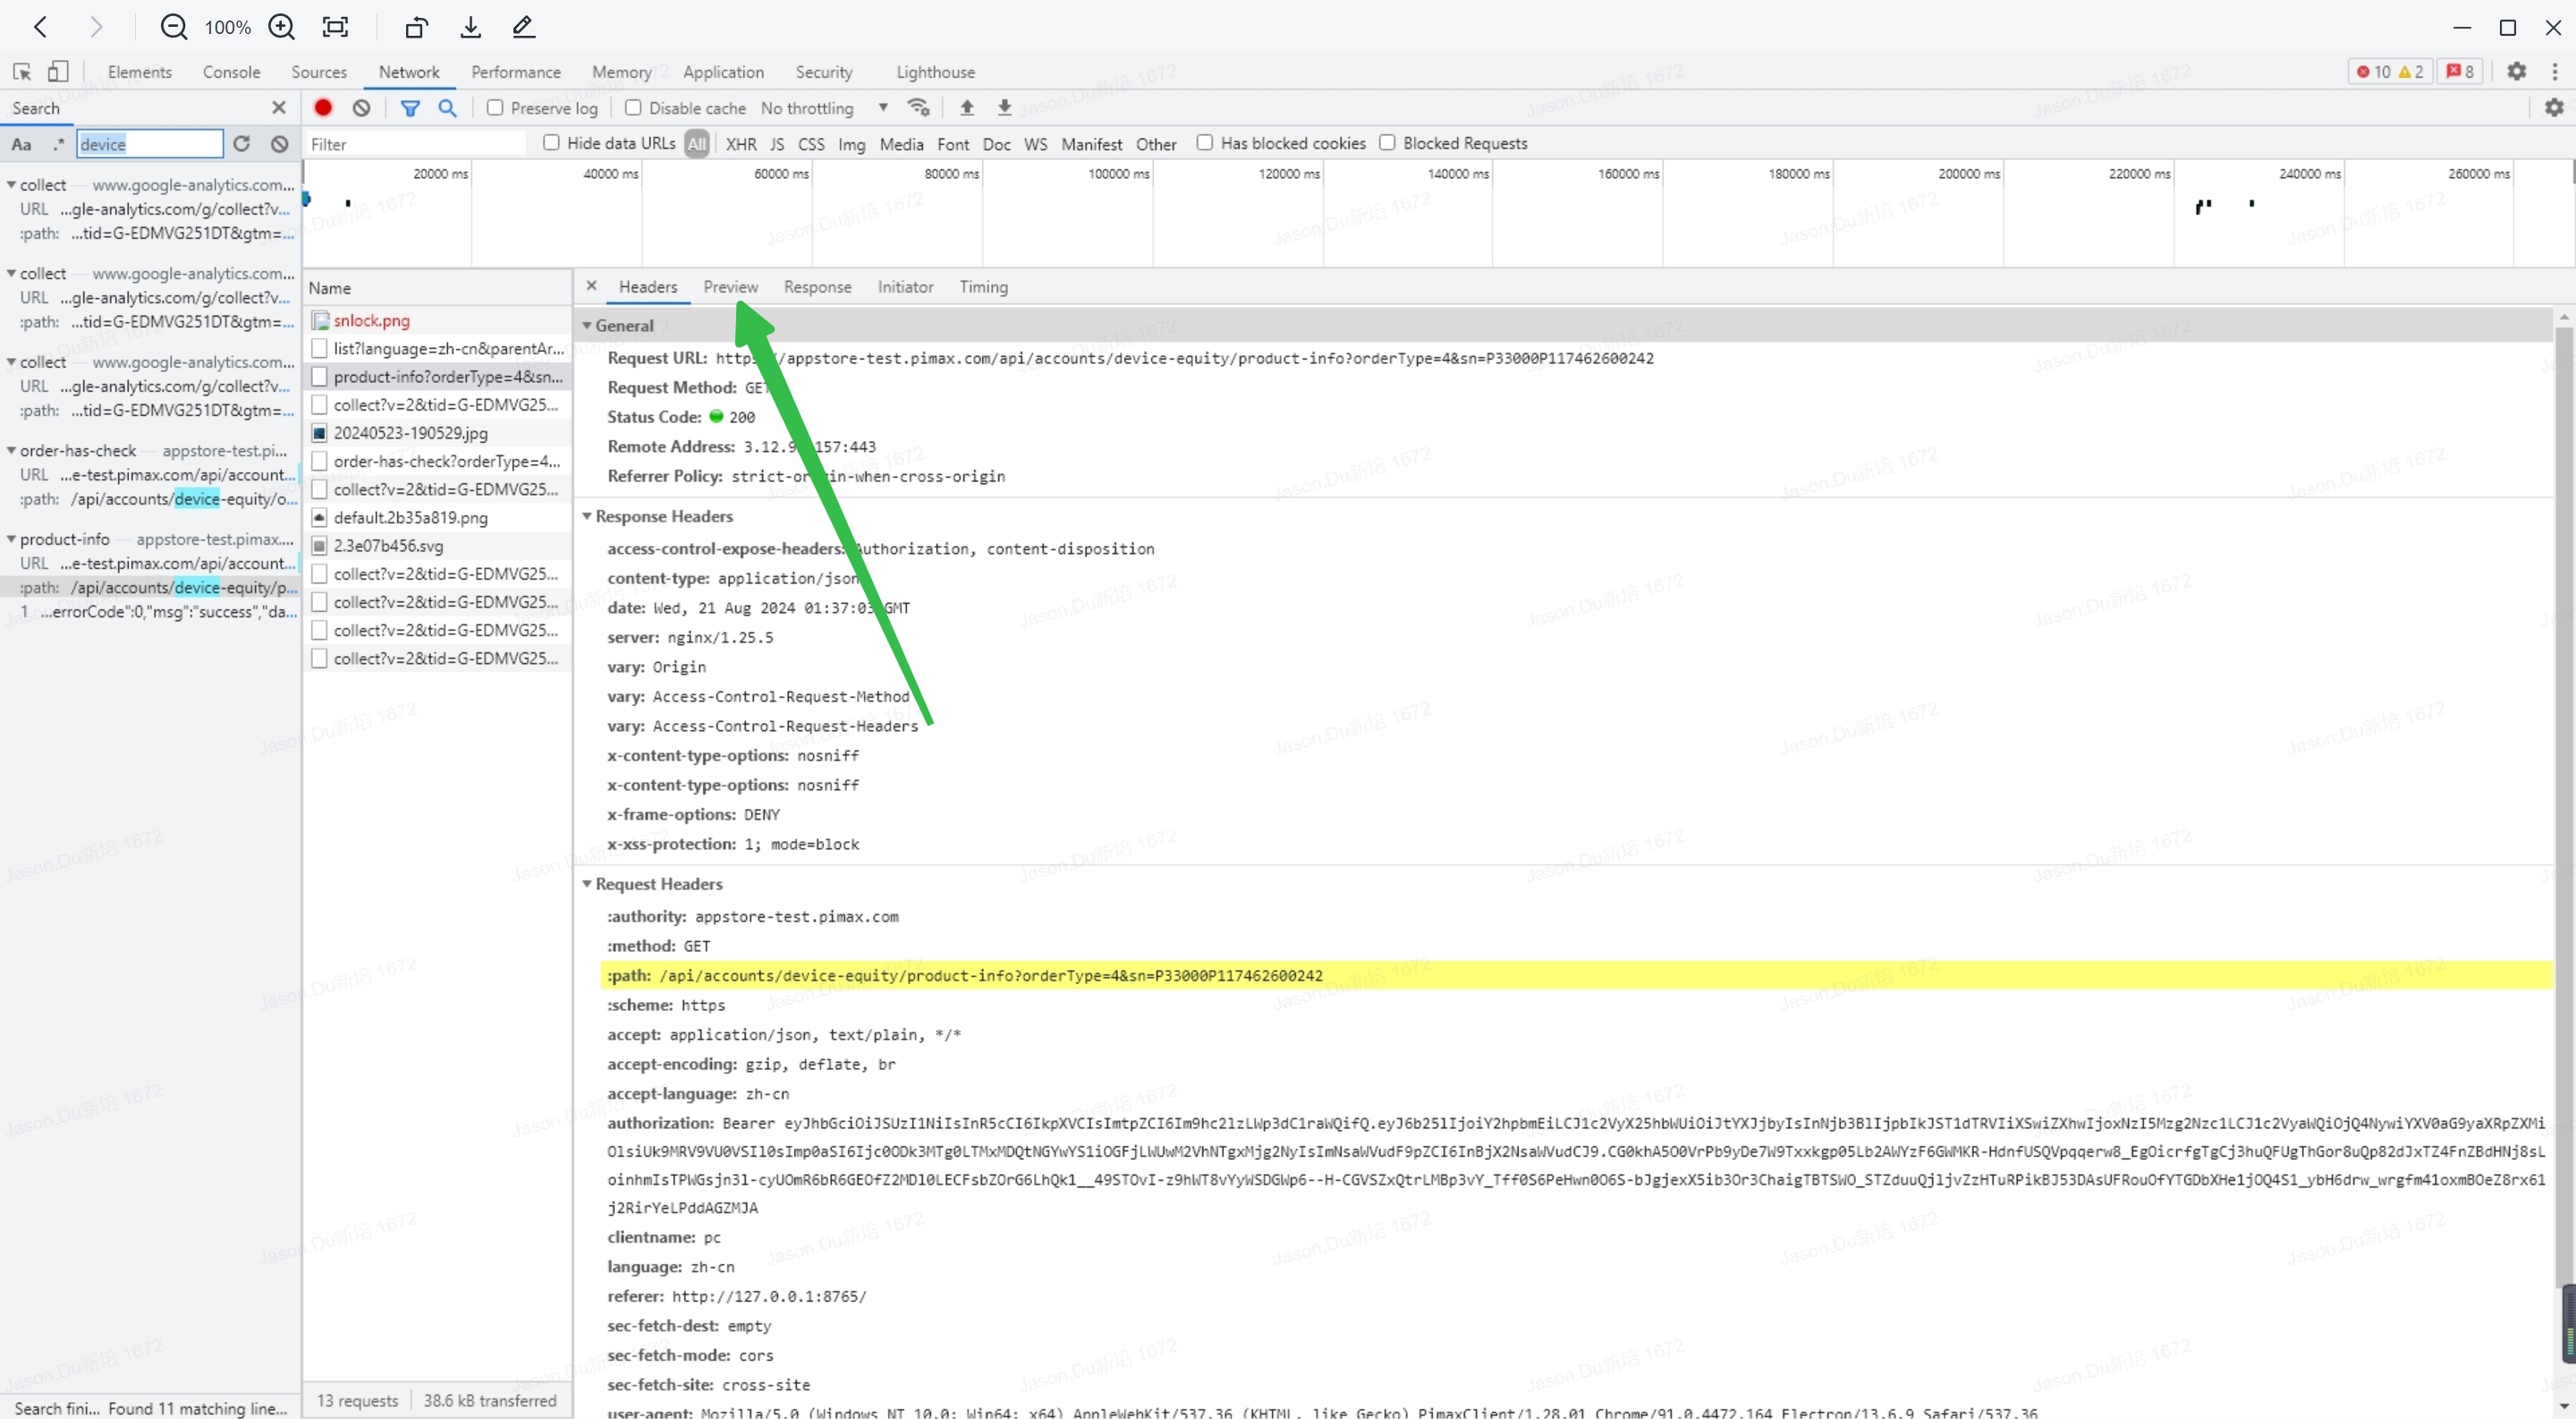 100%
Elements Console Sources Network Performance Memory Application Security Lighthouse 10 2 8
Search
Preserve log Disable cache No throttling
Aa .* device
Filter Hide data URLs All XHR JS CSS Img Media Font Doc WS Manifest Other Has blocked cookies Blocked Requests
20000 ms 40000 ms 60000 ms 80000 ms 100000 ms 120000 ms 140000 ms 160000 ms 180000 ms 200000 ms 220000 ms 240000 ms 260000 ms
collect — www.google-analytics.com...
URL ...gle-analytics.com/g/collect?v...
:path: ...tid=G-EDMVG251DT&gtm=...
collect — www.google-analytics.com...
URL ...gle-analytics.com/g/collect?v...
:path: ...tid=G-EDMVG251DT&gtm=...
collect — www.google-analytics.com...
URL ...gle-analytics.com/g/collect?v...
:path: ...tid=G-EDMVG251DT&gtm=...
order-has-check — appstore-test.pi...
URL ...e-test.pimax.com/api/account...
:path: /api/accounts/device-equity/o...
product-info — appstore-test.pimax....
URL ...e-test.pimax.com/api/account...
:path: /api/accounts/device-equity/p...
1 ...errorCode":0,"msg":"success","da...
Search fini... Found 11 matching line...
Name
snlock.png
list?language=zh-cn&parentAr...
product-info?orderType=4&sn...
collect?v=2&tid=G-EDMVG25...
20240523-190529.jpg
order-has-check?orderType=4...
collect?v=2&tid=G-EDMVG25...
default.2b35a819.png
2.3e07b456.svg
collect?v=2&tid=G-EDMVG25...
collect?v=2&tid=G-EDMVG25...
collect?v=2&tid=G-EDMVG25...
collect?v=2&tid=G-EDMVG25...
13 requests 38.6 kB transferred
Headers Preview Response Initiator Timing
General
Request URL: https://appstore-test.pimax.com/api/accounts/device-equity/product-info?orderType=4&sn=P33000P117462600242
Request Method: GET
Status Code: 200
Remote Address: 3.12.9 157:443
Referrer Policy: strict-origin-when-cross-origin
Response Headers
access-control-expose-headers: Authorization, content-disposition
content-type: application/json
date: Wed, 21 Aug 2024 01:37:03 GMT
server: nginx/1.25.5
vary: Origin
vary: Access-Control-Request-Method
vary: Access-Control-Request-Headers
x-content-type-options: nosniff
x-content-type-options: nosniff
x-frame-options: DENY
x-xss-protection: 1; mode=block
Request Headers
:authority: appstore-test.pimax.com
:method: GET
:path: /api/accounts/device-equity/product-info?orderType=4&sn=P33000P117462600242
:scheme: https
accept: application/json, text/plain, */*
accept-encoding: gzip, deflate, br
accept-language: zh-cn
authorization: Bearer
clientname: pc
language: zh-cn
referer: http://127.0.0.1:8765/
sec-fetch-dest: empty
sec-fetch-mode: cors
sec-fetch-site: cross-site
user-agent: Mozilla/5.0 (Windows NT 10.0; Win64; x64) AppleWebKit/537.36 (KHTML, like Gecko) PimaxClient/1.28.01 Chrome/91.0.4472.164 Electron/13.6.9 Safari/537.36
Jason.Du新培 1672